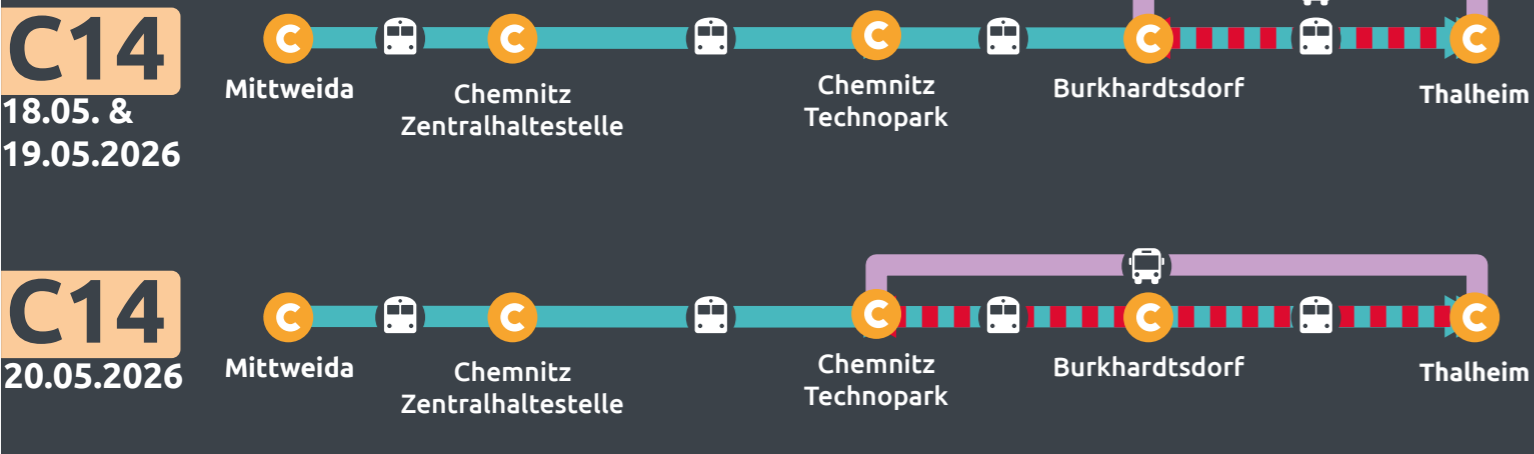 C14
18.05. &
19.05.2026
C C C C C
Mittweida
Chemnitz
Zentralhaltestelle
Chemnitz
Technopark
Burkhardtsdorf
Thalheim
C14
20.05.2026
C C C C C
Mittweida
Chemnitz
Zentralhaltestelle
Chemnitz
Technopark
Burkhardtsdorf
Thalheim